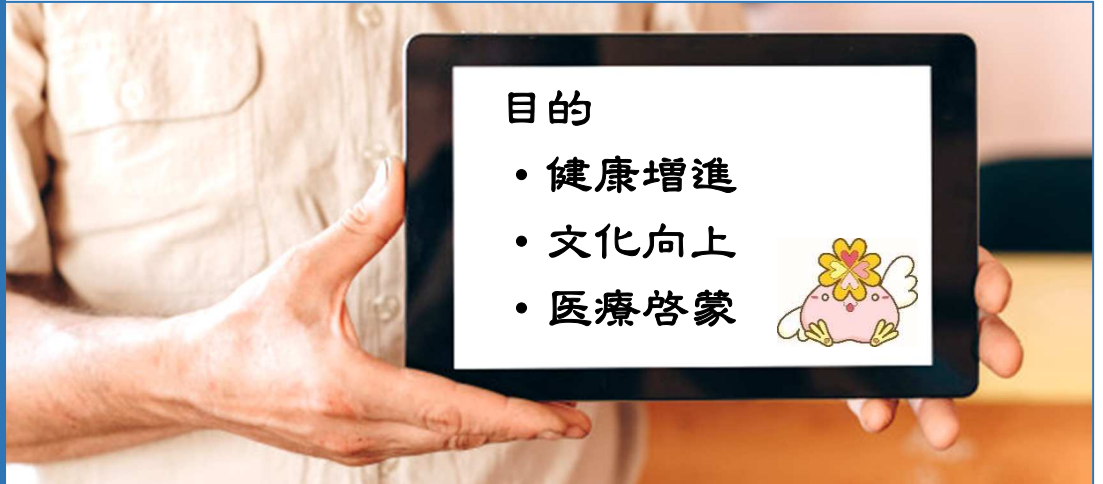 目的
・健康増進
・文化向上
・医療啓蒙